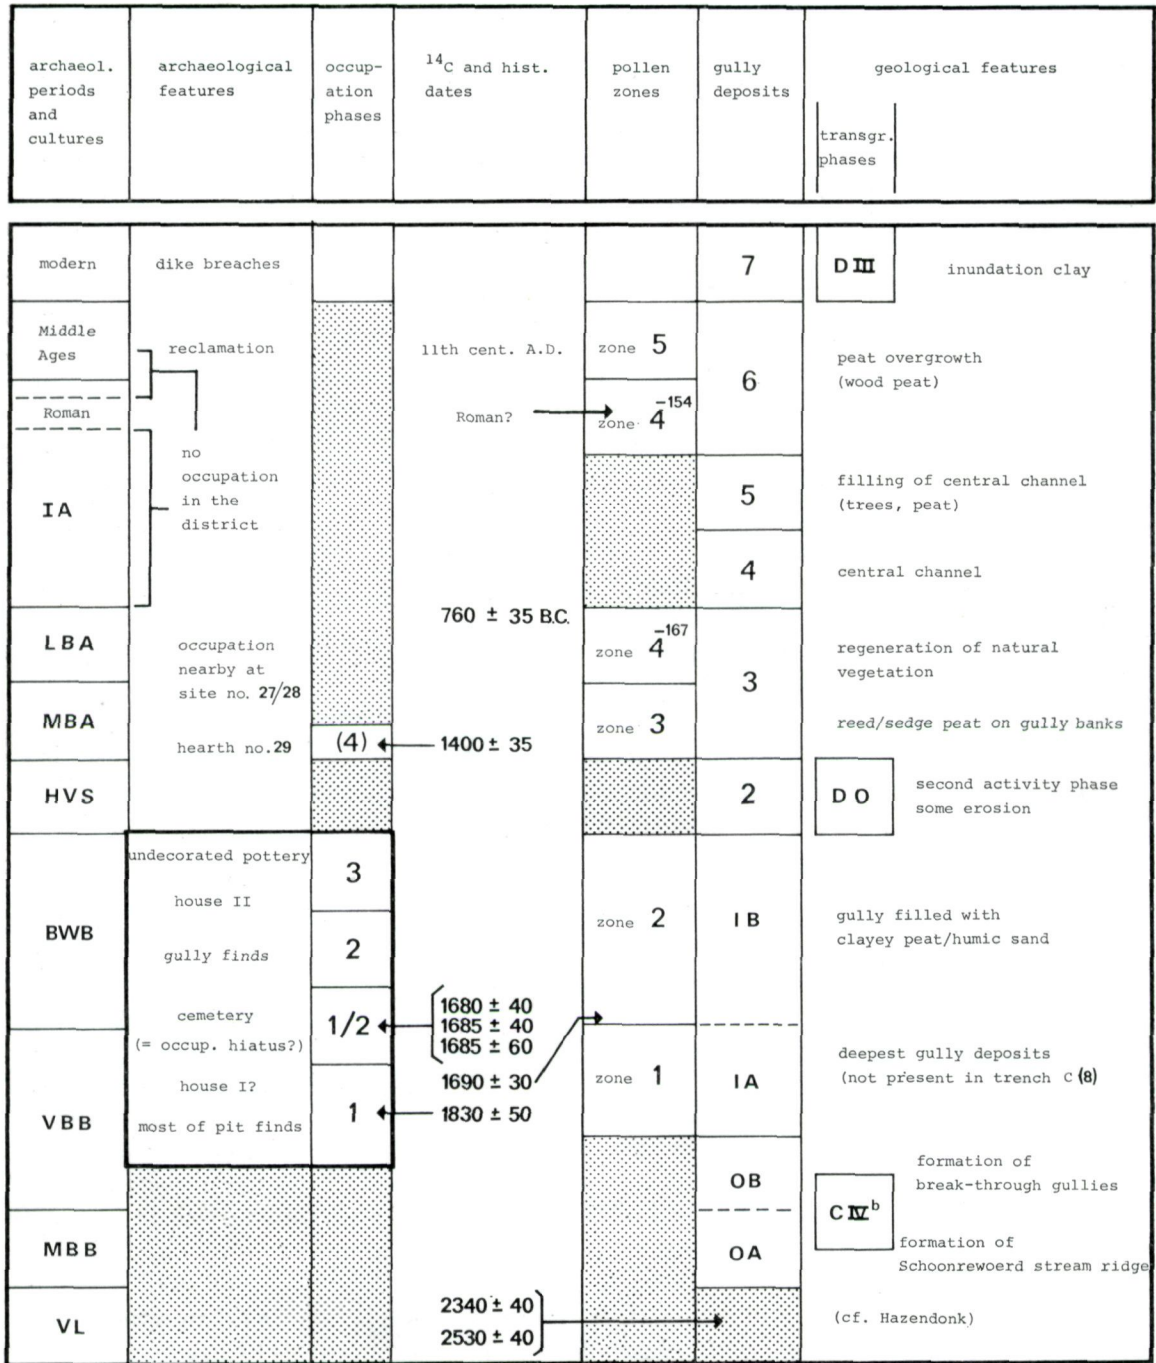 archaeol.
periods
and
cultures
archaeological
features
occup-
ation
phases
14C and hist.
dates
pollen
zones
gully
deposits
geological features
transgr.
phases
modern
dike breaches
7
D III
inundation clay
Middle
Ages
reclamation
11th cent. A.D.
zone 5
6
peat overgrowth
(wood peat)
Roman
Roman?
zone 4-154
IA
no
occupation
in the
district
5
filling of central channel
(trees, peat)
4
central channel
760 ± 35 B.C.
LBA
occupation
nearby at
site no. 27/28
zone 4-167
3
regeneration of natural
vegetation
MBA
hearth no.29
(4)
1400 ± 35
zone 3
reed/sedge peat on gully banks
HVS
2
D O
second activity phase
some erosion
BWB
undecorated pottery
3
house II
gully finds
2
zone 2
IB
gully filled with
clayey peat/humic sand
cemetery
(= occup. hiatus?)
1/2
1680 ± 40
1685 ± 40
1685 ± 60
1690 ± 30
VBB
house I?
most of pit finds
1
1830 ± 50
zone 1
IA
deepest gully deposits
(not present in trench C (8)
OB
formation of
break-through gullies
C IV b
MBB
OA
formation of
Schoonrewoerd stream ridge
VL
2340 ± 40
2530 ± 40
(cf. Hazendonk)